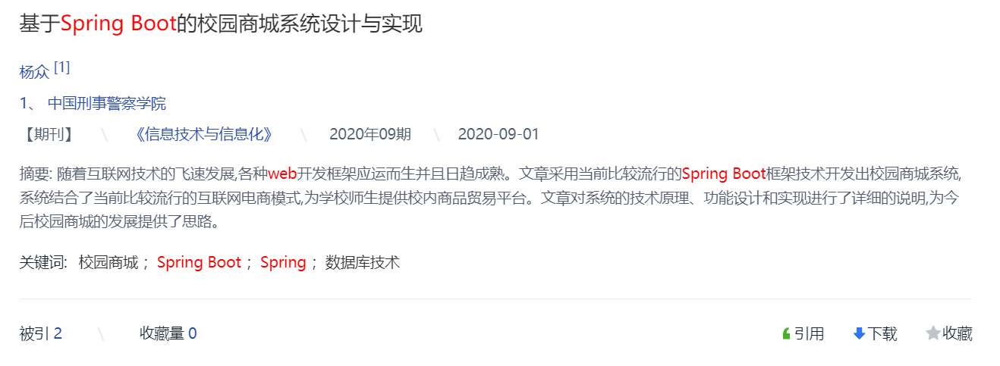 基于Spring Boot的校园商城系统设计与实现
杨众 [1]
1、 中国刑事警察学院
【期刊】 \ 《信息技术与信息化》 \ 2020年09期 \ 2020-09-01
摘要: 随着互联网技术的飞速发展,各种web开发框架应运而生并且日趋成熟。文章采用当前比较流行的Spring Boot框架技术开发出校园商城系统,
系统结合了当前比较流行的互联网电商模式,为学校师生提供校内商品贸易平台。文章对系统的技术原理、功能设计和实现进行了详细的说明,为今
后校园商城的发展提供了思路。
关键词: 校园商城 ; Spring Boot ; Spring ; 数据库技术
被引 2 \ 收藏量 0 引用 下载 收藏